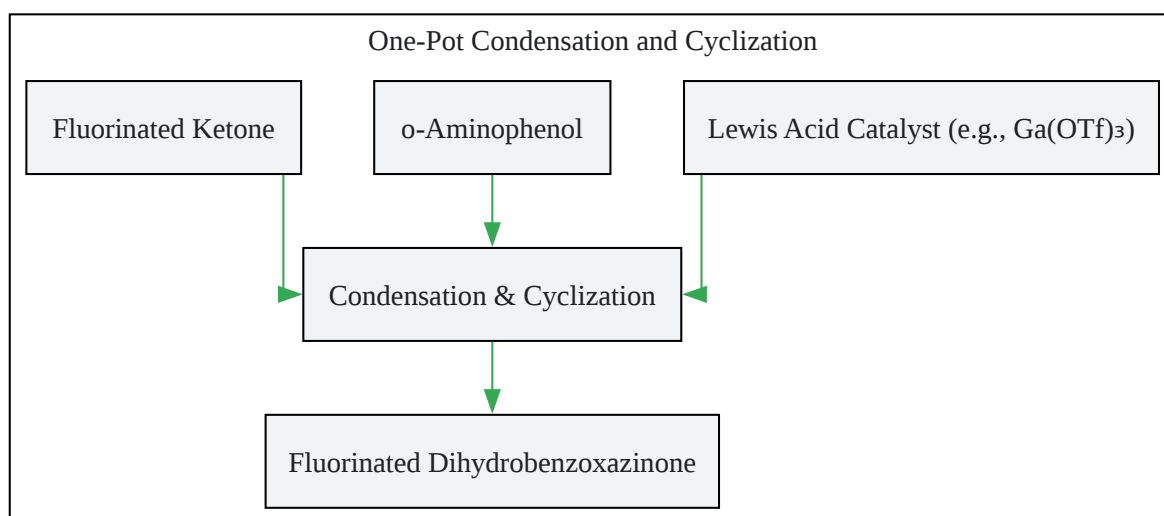 One-Pot Condensation and Cyclization
Fluorinated Ketone
o-Aminophenol
Lewis Acid Catalyst (e.g., Ga(OTf)₃)
Condensation & Cyclization
Fluorinated Dihydrobenzoxazinone